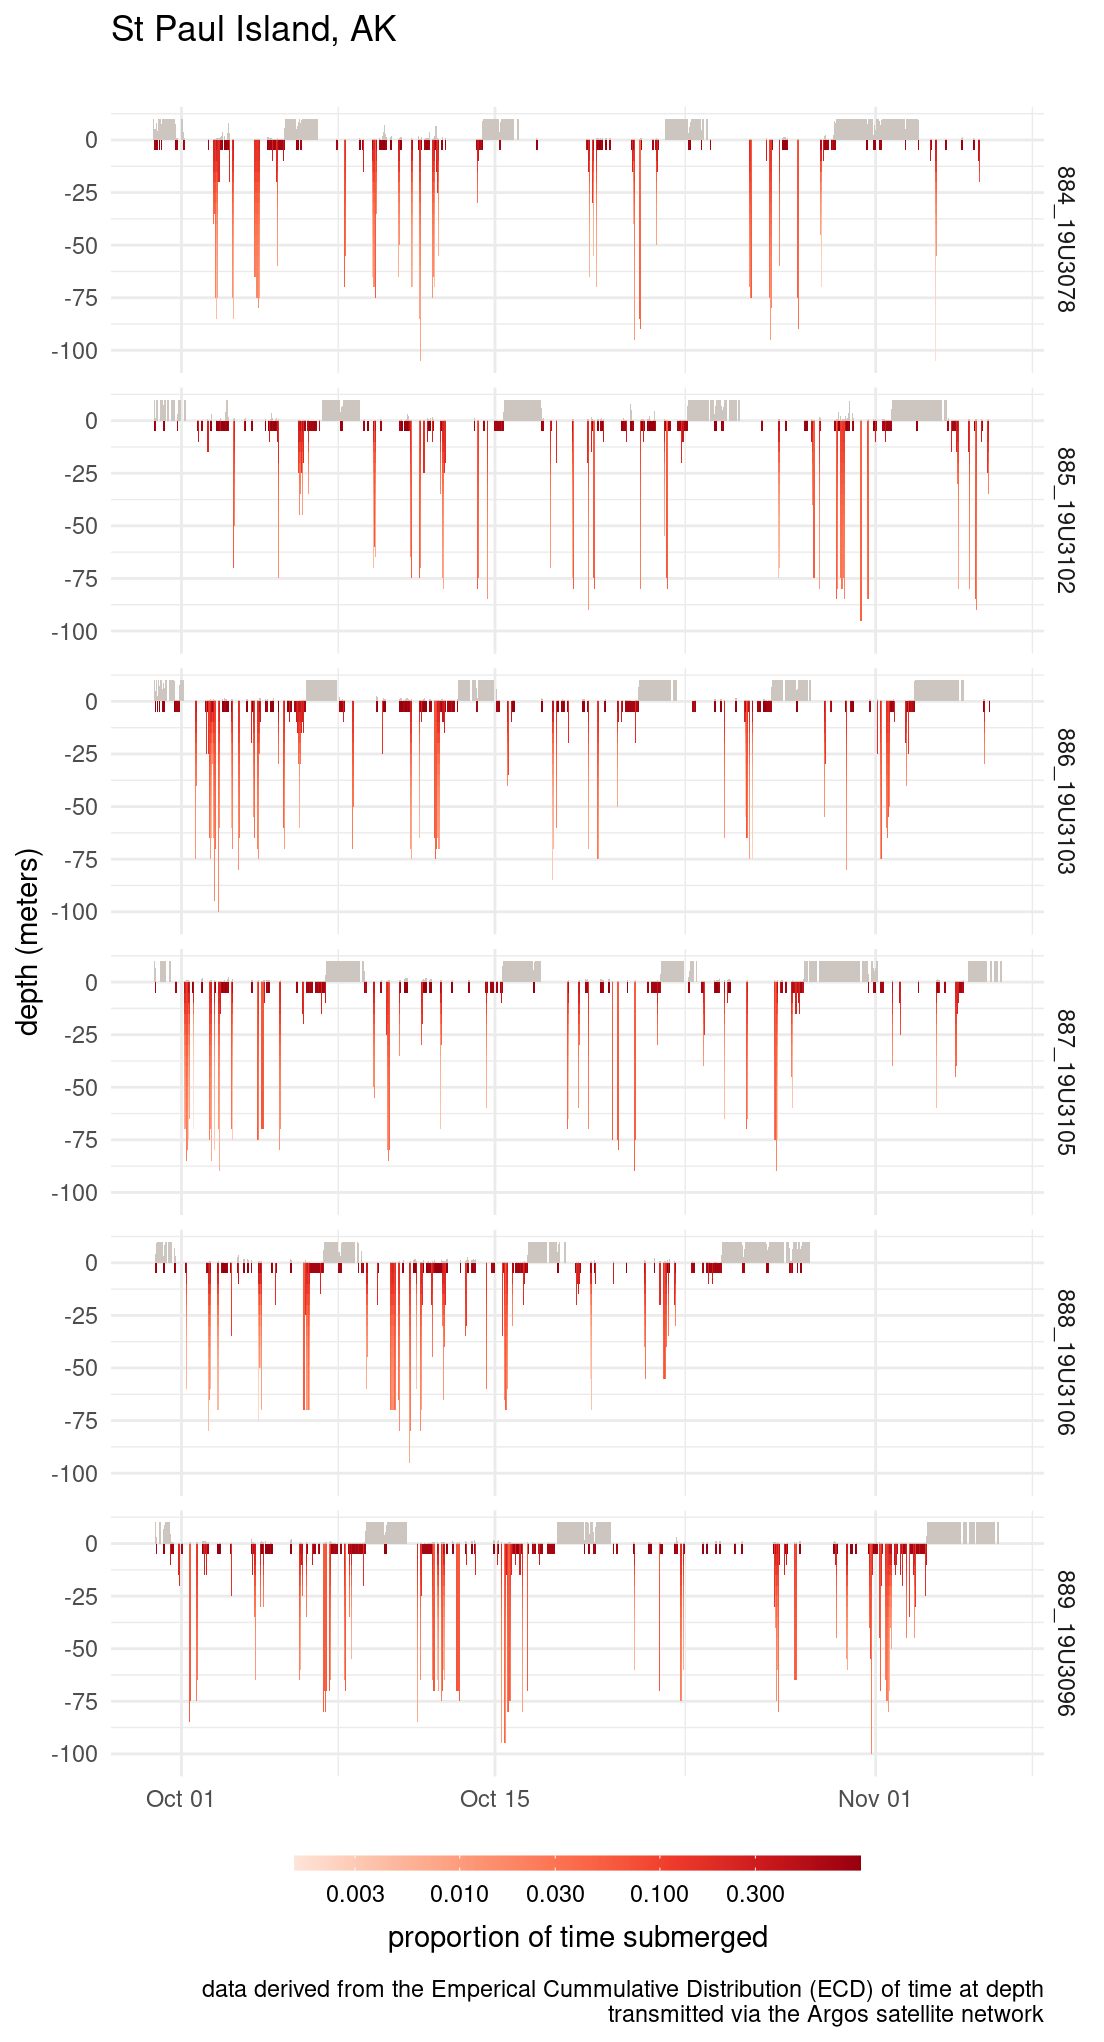 St Paul Island, AK
0
-25
-50
-75
-100
884_19U3078
0
-25
-50
-75
-100
885_19U3102
0
-25
-50
-75
-100
886_19U3103
depth (meters)
0
-25
-50
-75
-100
887_19U3105
0
-25
-50
-75
-100
888_19U3106
0
-25
-50
-75
-100
889_19U3096
Oct 01 Oct 15 Nov 01
0.003 0.010 0.030 0.100 0.300
proportion of time submerged
data derived from the Emperical Cummulative Distribution (ECD) of time at depth
transmitted via the Argos satellite network